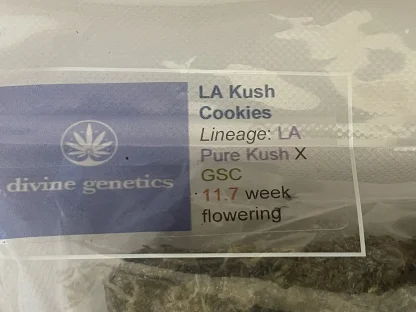 divine genetics
LA Kush
Cookies
Lineage: LA
Pure Kush X
GSC
11.7 week
flowering